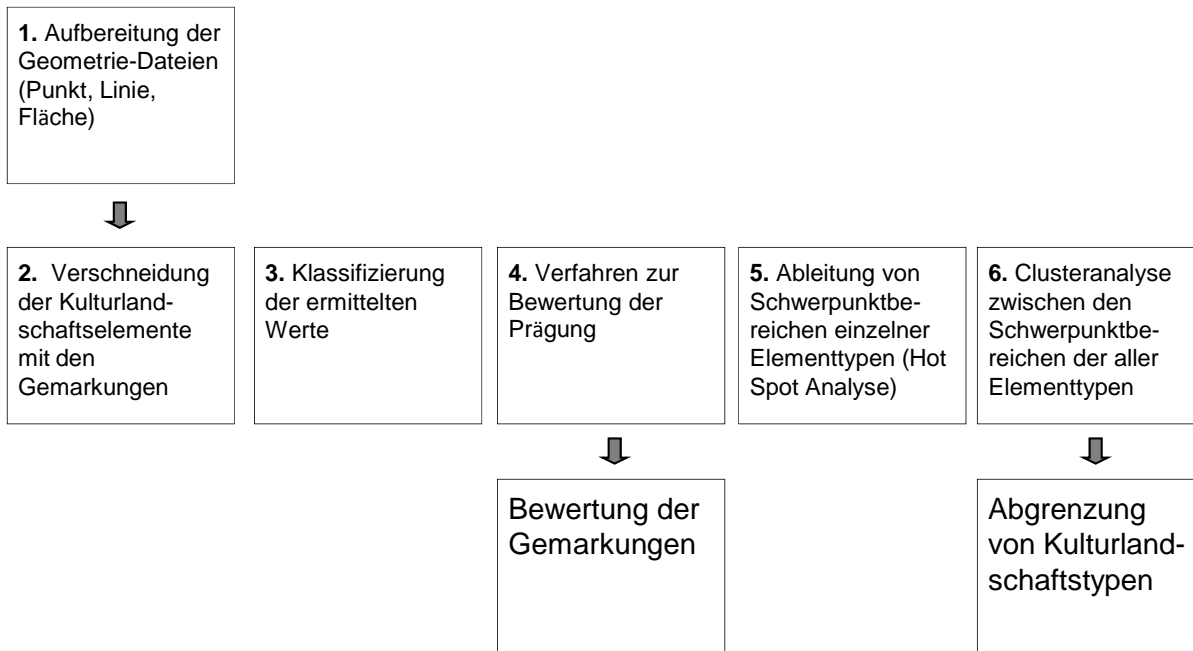 1. Aufbereitung der
Geometrie-Dateien
(Punkt, Linie,
Fläche)
2. Verschneidung
der Kulturland-
schaftselemente
mit den
Gemarkungen
3. Klassifizierung
der ermittelten
Werte
4. Verfahren zur
Bewertung der
Prägung
5. Ableitung von
Schwerpunktbe-
reichen einzelner
Elementtypen (Hot
Spot Analyse)
6. Clusteranalyse
zwischen den
Schwerpunktbe-
reichen der aller
Elementtypen
Bewertung der
Gemarkungen
Abgrenzung
von Kulturland-
schaftstypen